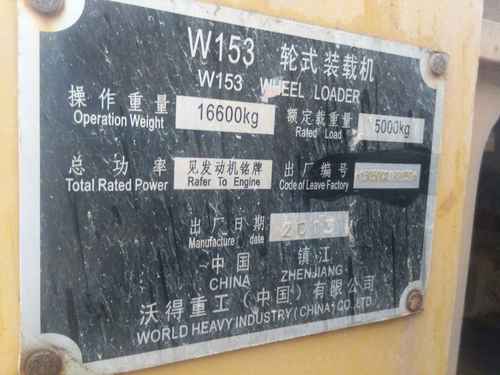 W153 轮式装载机
W153 WHEEL LOADER
操作重量 16600kg 额定载重量 5000kg
Operation Weight Rated Load
总功率 见发动机铭牌 出厂编号
Total Rated Power Rafer To Engine Code of Leave Factory
出厂日期
Manufacture date
中国 镇江
CHINA ZHENJIANG
沃得重工（中国）有限公司
WORLD HEAVY INDUSTRY (CHINA) CO.,LTD